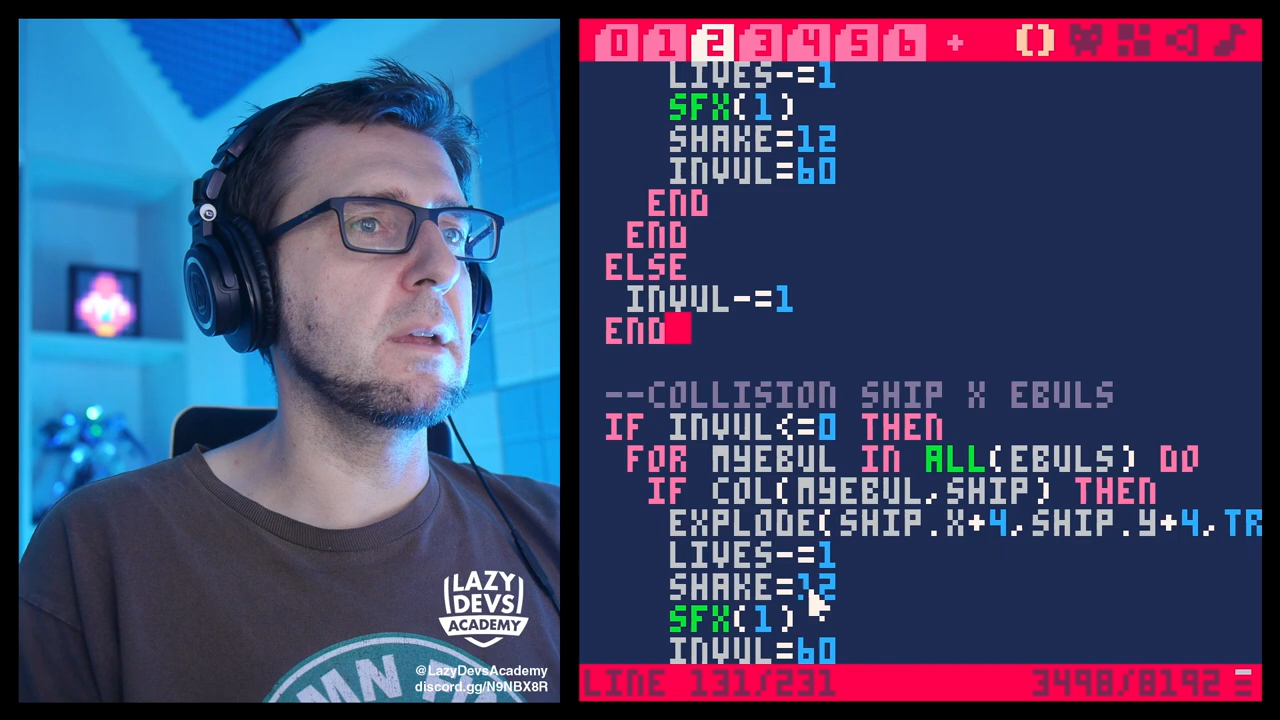 LAZY
DEVS
ACADEMY
MN
@LazyDevsAcademy
discord.gg/N9NBX8R
0 1 2 3 4 5 6 +
LIVES-=1
SFX(1)
SHAKE=12
INVUL=60
END
END
ELSE
INVUL-=1
END
--COLLISION SHIP X EBULS
IF INVUL<=0 THEN
FOR MYEBUL IN ALL(EBULS) DO
IF COL(MYEBUL,SHIP) THEN
EXPLODE(SHIP.X+4,SHIP.Y+4,TR
LIVES-=1
SHAKE=12
SFX(1)
INVUL=60
LINE 131/231
3498/8192